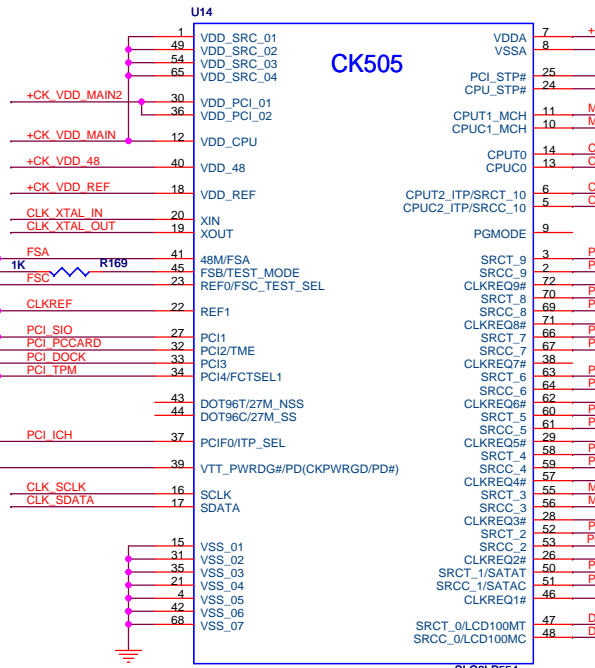 U14
CK505
1 VDD_SRC_01
49 VDD_SRC_02
54 VDD_SRC_03
65 VDD_SRC_04
+CK_VDD_MAIN2 30 VDD_PCI_01
36 VDD_PCI_02
+CK_VDD_MAIN 12 VDD_CPU
+CK_VDD_48 40 VDD_48
+CK_VDD_REF 18 VDD_REF
CLK_XTAL_IN 20 XIN
CLK_XTAL_OUT 19 XOUT
FSA 41 48M/FSA
1K R169 45 FSB/TEST_MODE
FSC 23 REF0/FSC_TEST_SEL
CLKREF 22 REF1
PCI_SIO 27 PCI1
PCI_PCCARD 32 PCI2/TME
PCI_DOCK 33 PCI3
PCI_TPM 34 PCI4/FCTSEL1
43 DOT96T/27M_NSS
44 DOT96C/27M_SS
PCI_ICH 37 PCIF0/ITP_SEL
39 VTT_PWRDG#/PD(CKPWRGD/PD#)
CLK_SCLK 16 SCLK
CLK_SDATA 17 SDATA
15 VSS_01
31 VSS_02
35 VSS_03
21 VSS_04
4 VSS_05
42 VSS_06
68 VSS_07
VDDA 7 +
VSSA 8
PCI_STP# 25
CPU_STP# 24
CPUT1_MCH 11 M
CPUC1_MCH 10 M
CPUT0 14 C
CPUC0 13 C
CPUT2_ITP/SRCT_10 6 C
CPUC2_ITP/SRCC_10 5 C
PGMODE 9
SRCT_9 3 P
SRCC_9 2 P
CLKREQ9# 72 P
SRCT_8 70 P
SRCC_8 69 P
CLKREQ8# 71 P
SRCT_7 66 P
SRCC_7 67 P
CLKREQ7# 38
SRCT_6 63 P
SRCC_6 64 P
CLKREQ6# 62 P
SRCT_5 60 P
SRCC_5 61 P
CLKREQ5# 29 P
SRCT_4 58 P
SRCC_4 59 P
CLKREQ4# 57 P
SRCT_3 55 M
SRCC_3 56 M
CLKREQ3# 28 P
SRCT_2 52 P
SRCC_2 53 P
CLKREQ2# 26
SRCT_1/SATAT 50 P
SRCC_1/SATAC 51 P
CLKREQ1# 46
SRCT_0/LCD100MT 47 D
SRCC_0/LCD100MC 48 D